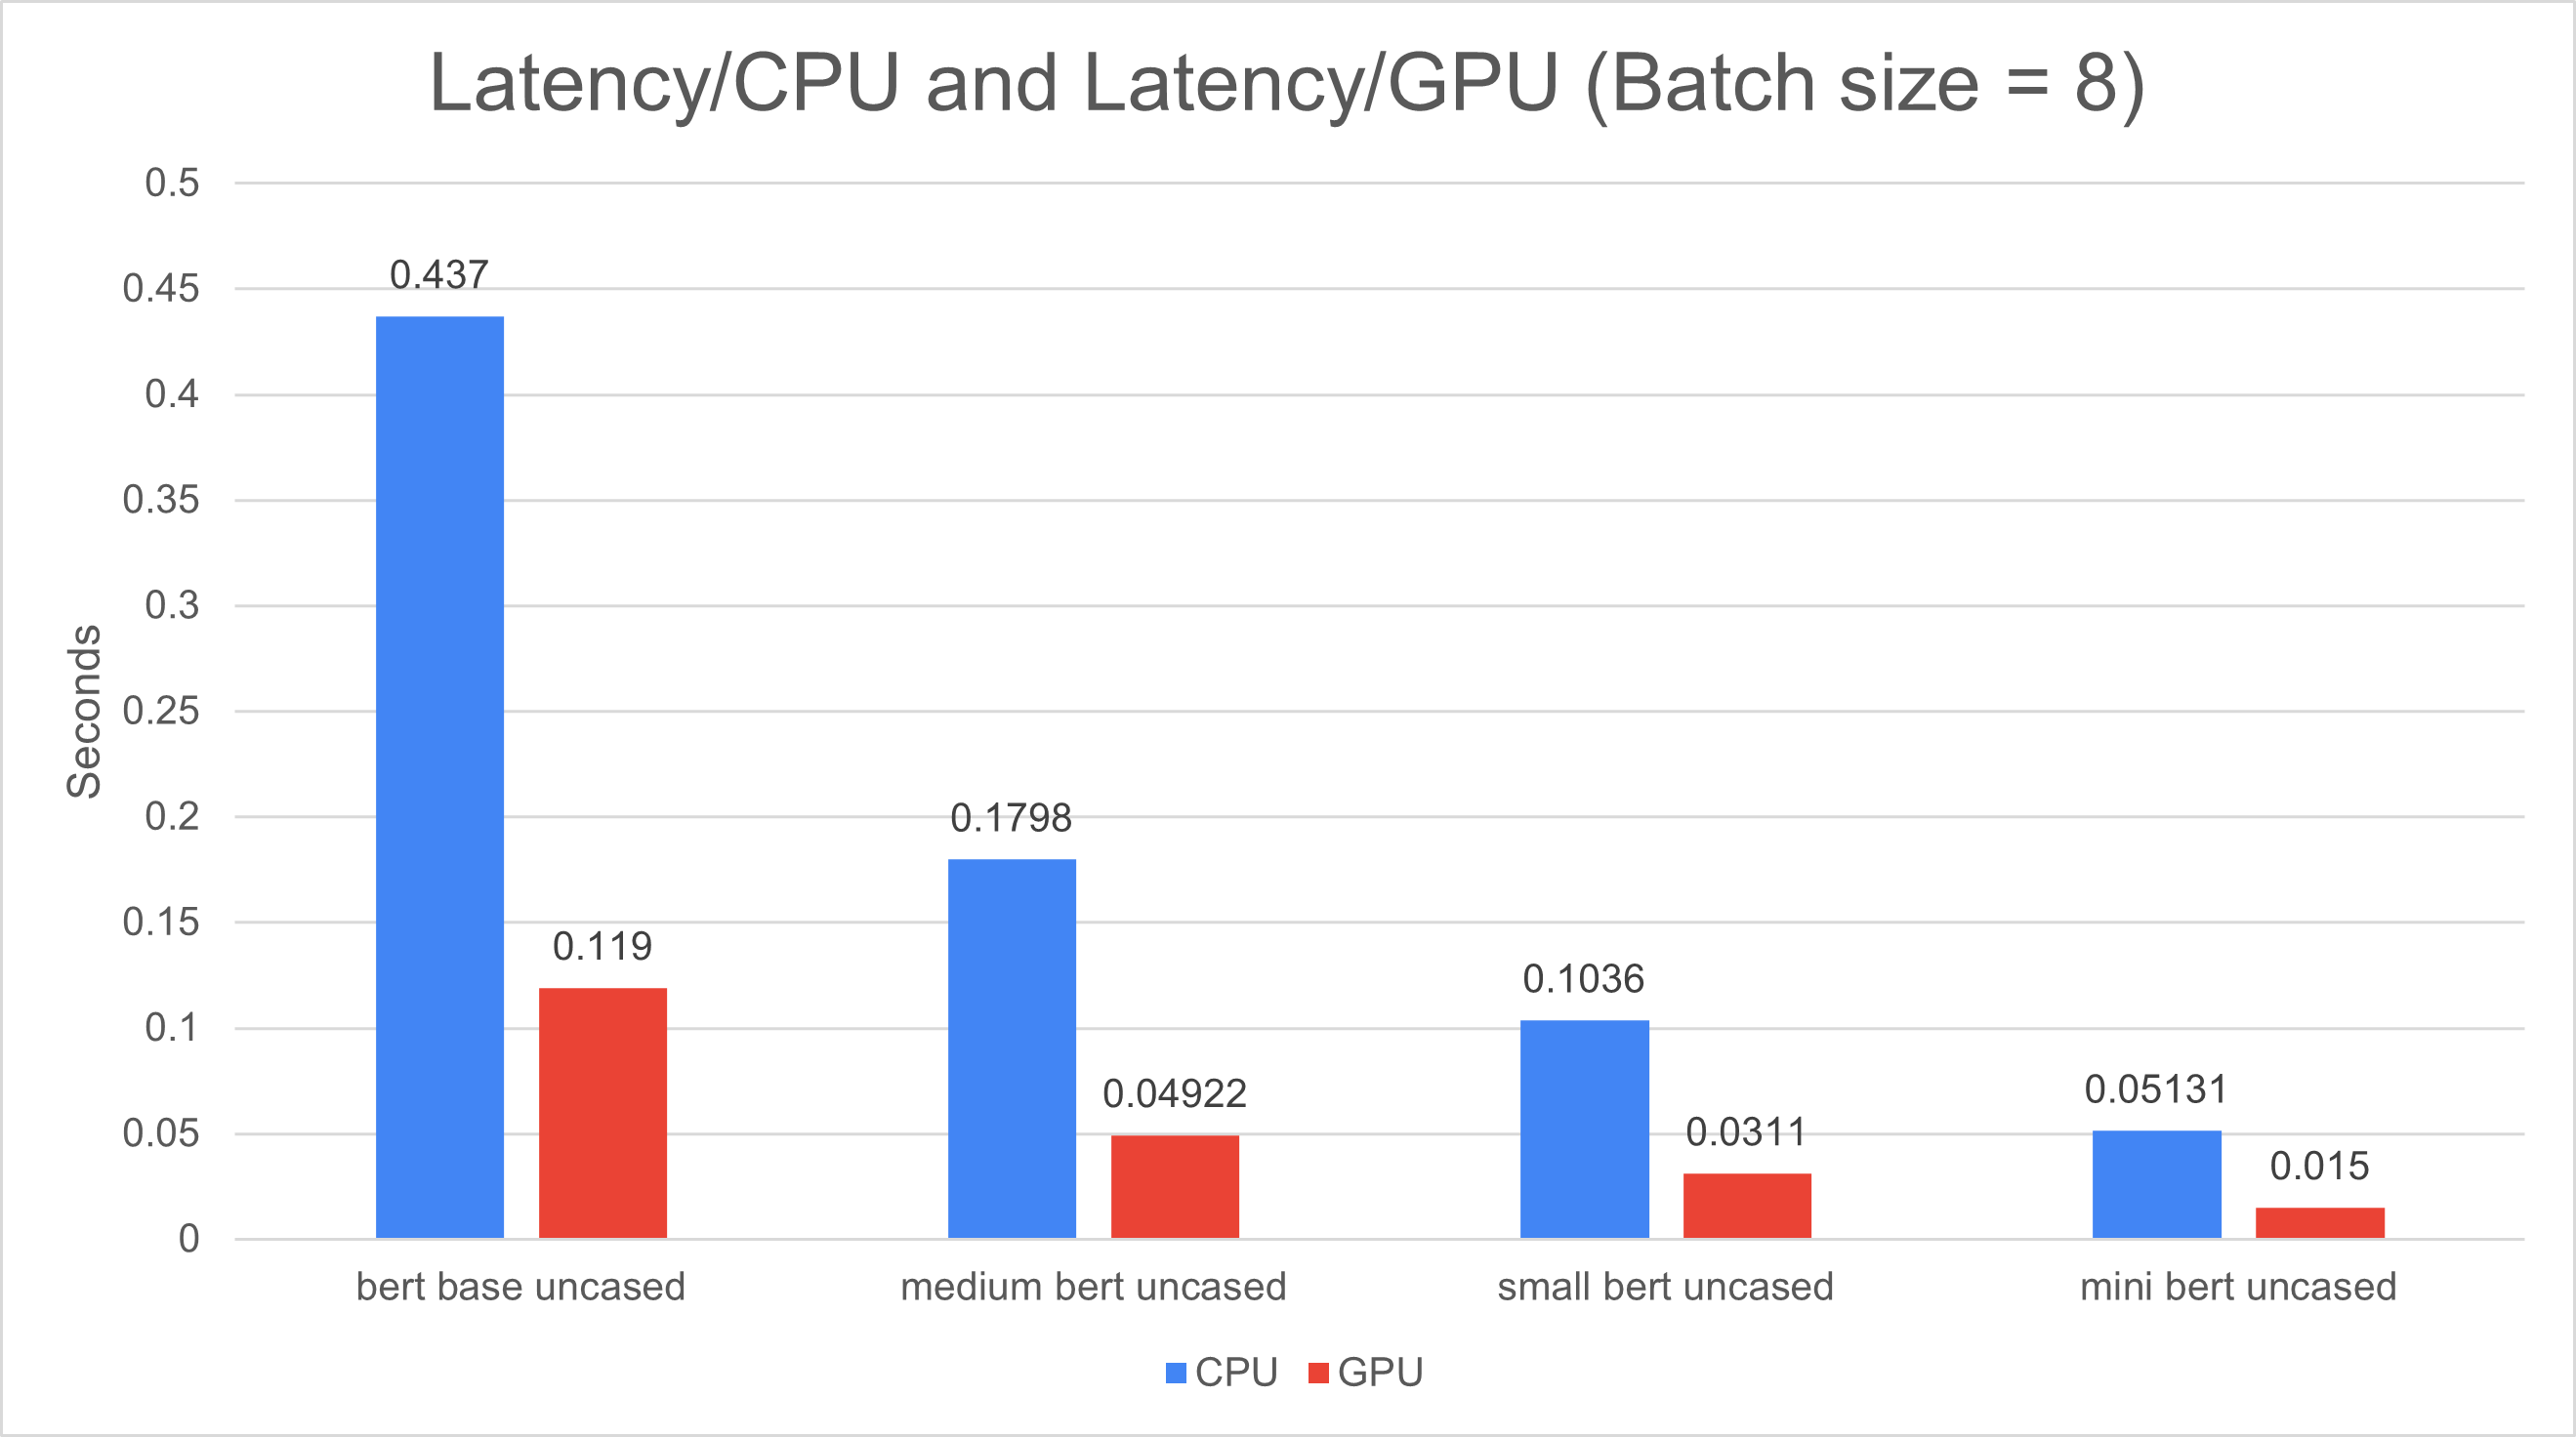 Latency/CPU and Latency/GPU (Batch size = 8)
0.5
0.45
0.4
0.35
0.3
0.25
0.2
0.15
0.1
0.05
0
Seconds
0.437
0.119
0.1798
0.04922
0.1036
0.0311
0.05131
0.015
bert base uncased
medium bert uncased
small bert uncased
mini bert uncased
CPU GPU